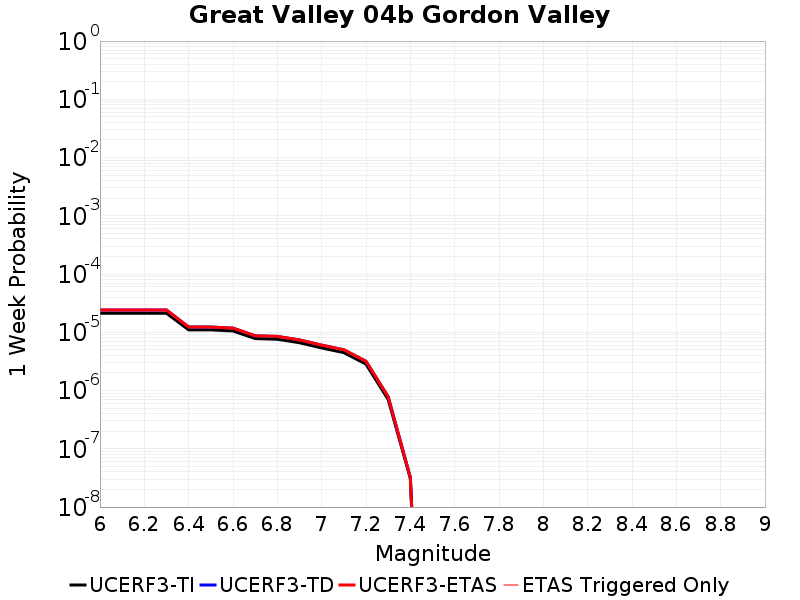 Great Valley 04b Gordon Valley
1 Week Probability
10^0
10^-1
10^-2
10^-3
10^-4
10^-5
10^-6
10^-7
10^-8
6 6.2 6.4 6.6 6.8 7 7.2 7.4 7.6 7.8 8 8.2 8.4 8.6 8.8 9
Magnitude
UCERF3-TI UCERF3-TD UCERF3-ETAS ETAS Triggered Only